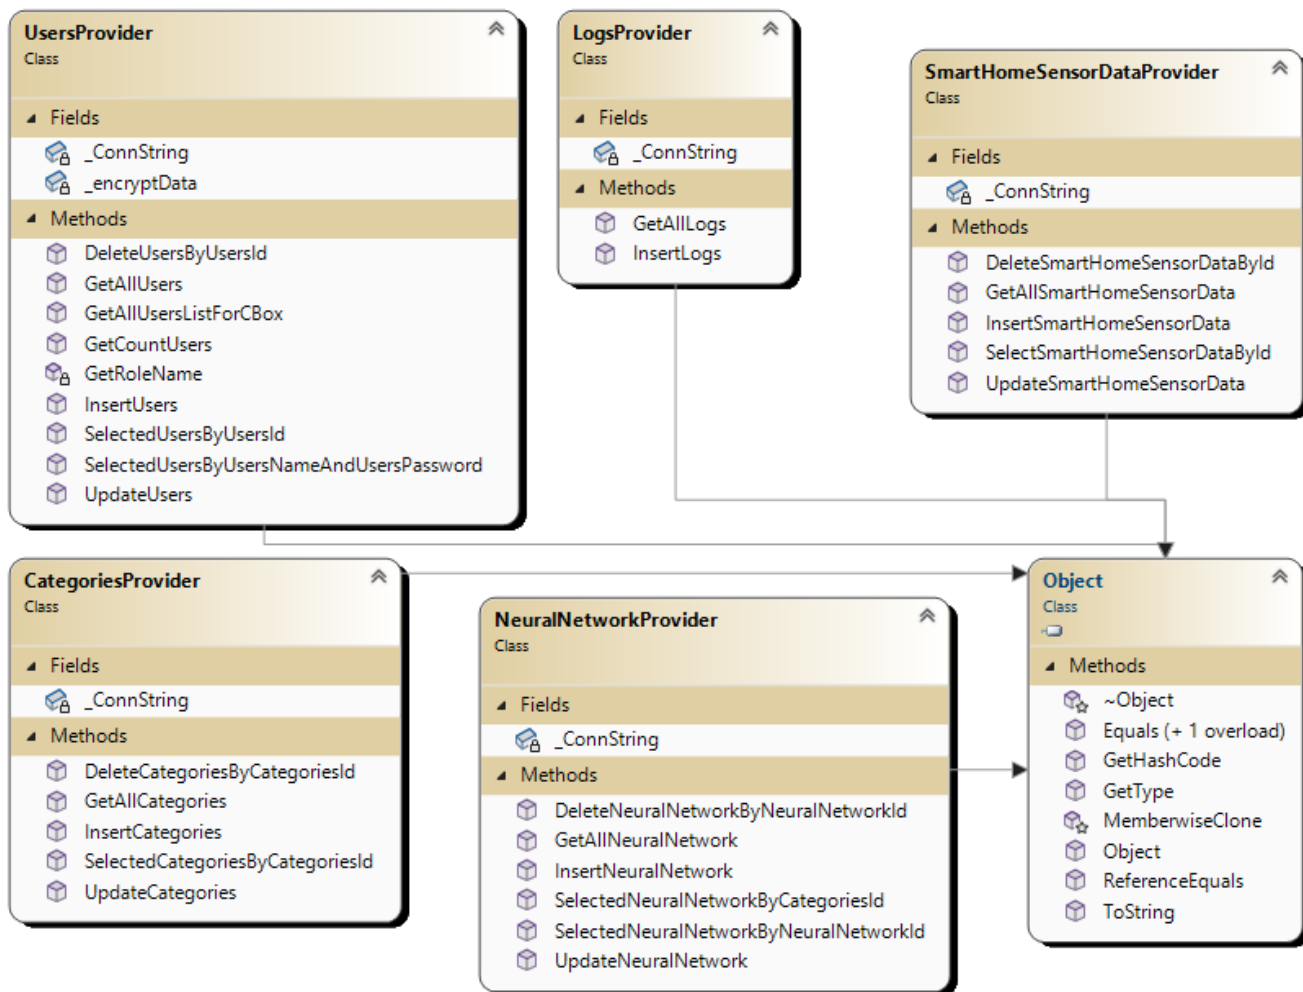 UsersProvider
Class
Fields
_ConnString
_encryptData
Methods
DeleteUsersByUsersId
GetAllUsers
GetAllUsersListForCBox
GetCountUsers
GetRoleName
InsertUsers
SelectedUsersByUsersId
SelectedUsersByUsersNameAndUsersPassword
UpdateUsers
LogsProvider
Class
Fields
_ConnString
Methods
GetAllLogs
InsertLogs
SmartHomeSensorDataProvider
Class
Fields
_ConnString
Methods
DeleteSmartHomeSensorDataById
GetAllSmartHomeSensorData
InsertSmartHomeSensorData
SelectSmartHomeSensorDataById
UpdateSmartHomeSensorData
CategoriesProvider
Class
Fields
_ConnString
Methods
DeleteCategoriesByCategoriesId
GetAllCategories
InsertCategories
SelectedCategoriesByCategoriesId
UpdateCategories
NeuralNetworkProvider
Class
Fields
_ConnString
Methods
DeleteNeuralNetworkByNeuralNetworkId
GetAllNeuralNetwork
InsertNeuralNetwork
SelectedNeuralNetworkByCategoriesId
SelectedNeuralNetworkByNeuralNetworkId
UpdateNeuralNetwork
Object
Class
Methods
~Object
Equals (+ 1 overload)
GetHashCode
GetType
MemberwiseClone
Object
ReferenceEquals
ToString